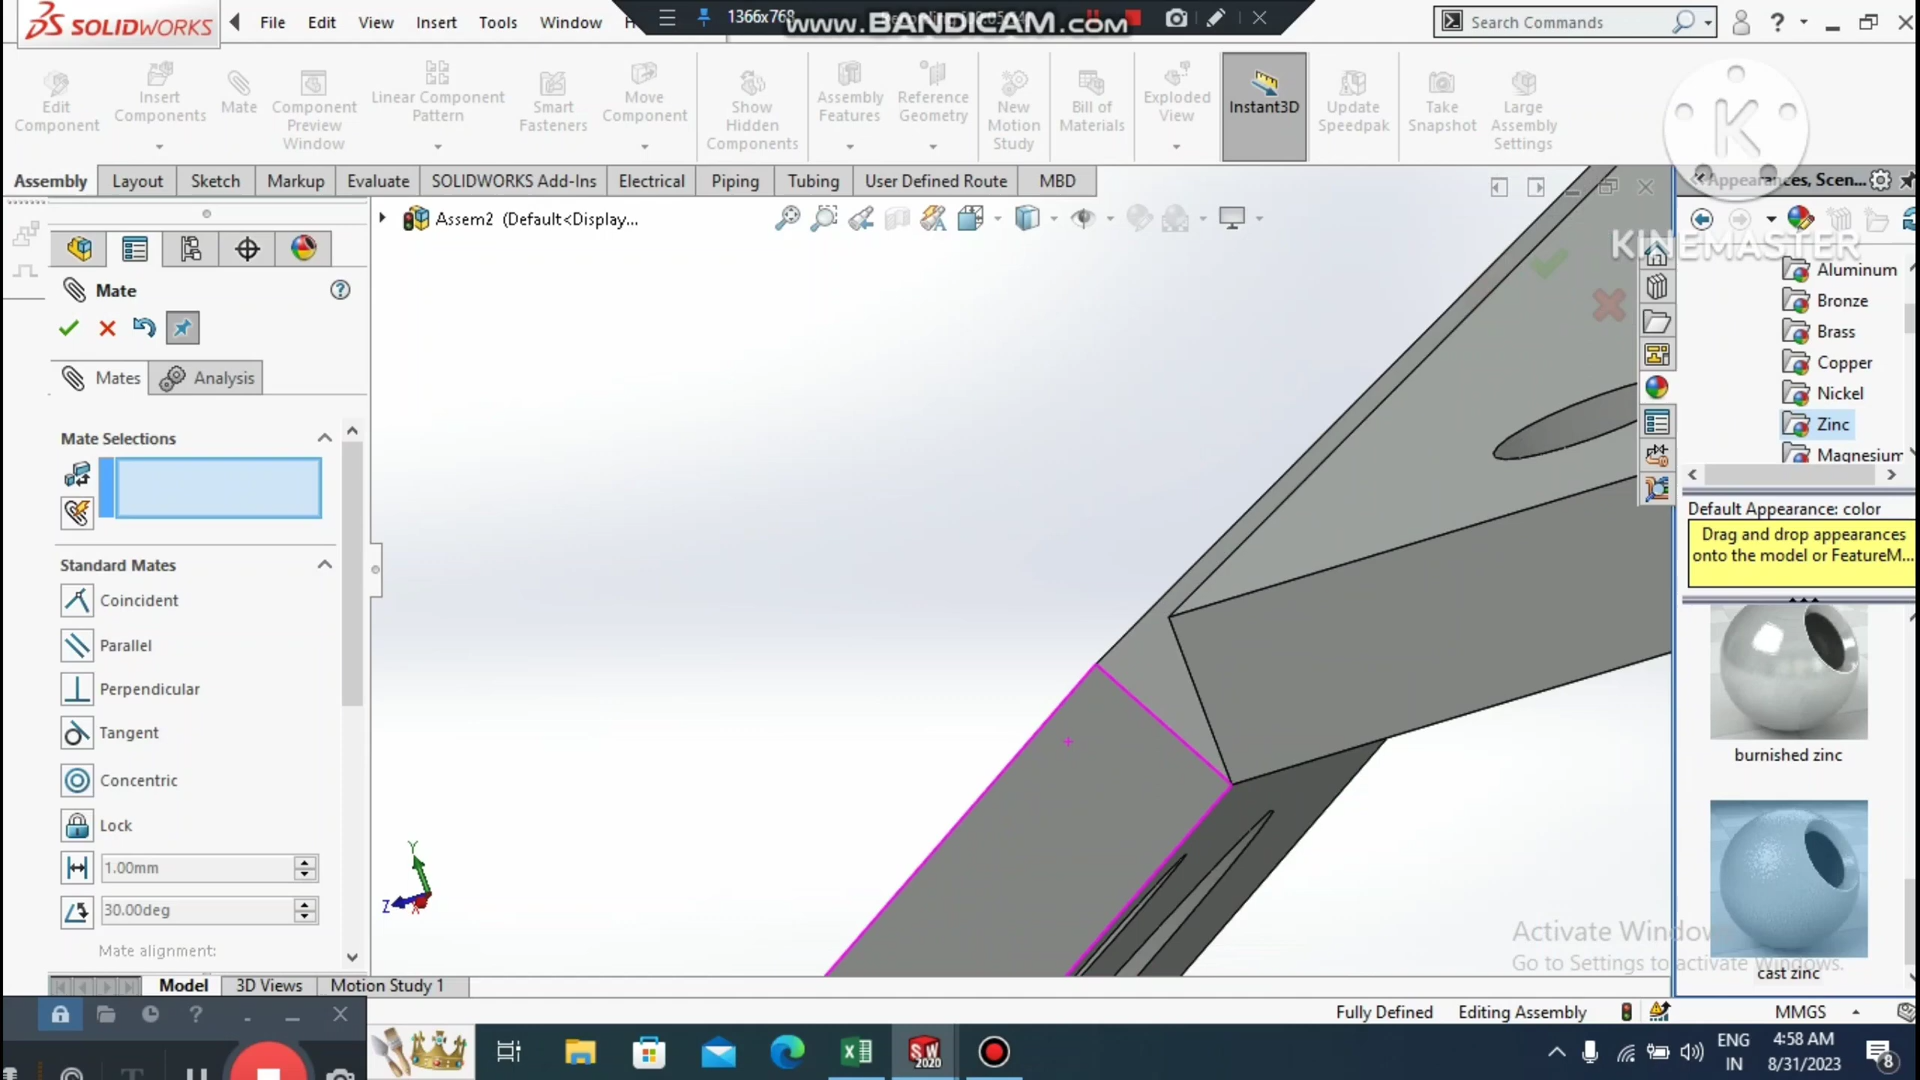 SOLIDWORKS
File
Edit
View
Insert
Tools
Window
1366x768
www.BANDICAM.com
Search Commands
Edit Component
Insert Components
Mate
Component Preview Window
Linear Component Pattern
Smart Fasteners
Move Component
Show Hidden Components
Assembly Features
Reference Geometry
New Motion Study
Bill of Materials
Exploded View
Instant3D
Update Speedpak
Take Snapshot
Large Assembly Settings
K
KINEMASTER
Assembly
Layout
Sketch
Markup
Evaluate
SOLIDWORKS Add-Ins
Electrical
Piping
Tubing
User Defined Route
MBD
Appearances, Scen...
Assem2 (Default<Display...
Mate
Mates
Analysis
Mate Selections
Standard Mates
Coincident
Parallel
Perpendicular
Tangent
Concentric
Lock
1.00mm
30.00deg
Mate alignment:
Y
Z
X
Aluminum
Bronze
Brass
Copper
Nickel
Zinc
Magnesium
Default Appearance: color
Drag and drop appearances
onto the model or FeatureM...
burnished zinc
cast zinc
Activate Windows
Go to Settings to activate Windows.
Model
3D Views
Motion Study 1
Fully Defined
Editing Assembly
MMGS
SW
2020
ENG
IN
4:58 AM
8/31/2023
8